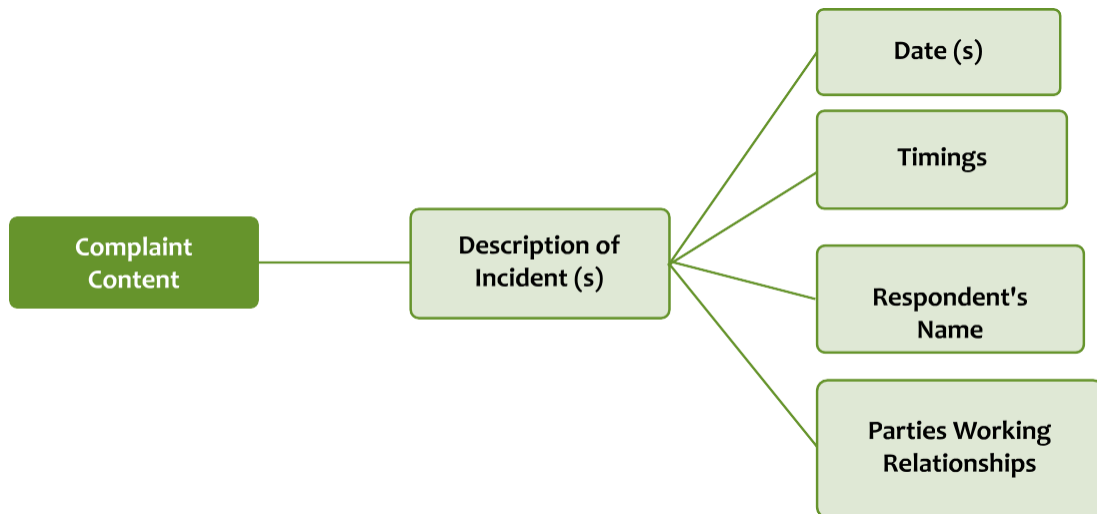 Complaint
Content
Description of
Incident (s)
Date (s)
Timings
Respondent's
Name
Parties Working
Relationships